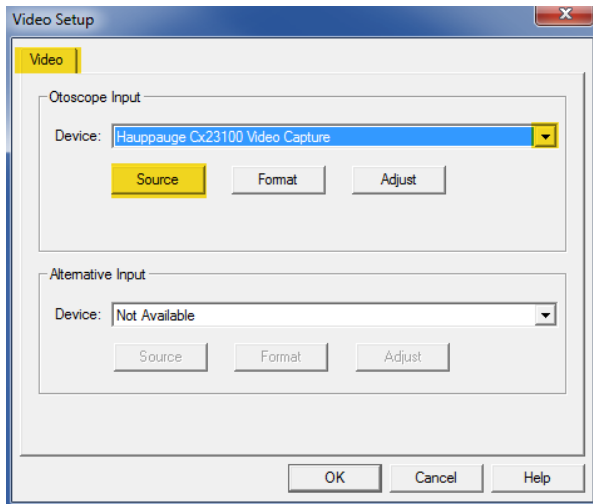 Video Setup
Video
Otoscope Input
Device: Hauppauge Cx23100 Video Capture
Source Format Adjust
Alternative Input
Device: Not Available
Source Format Adjust
OK Cancel Help